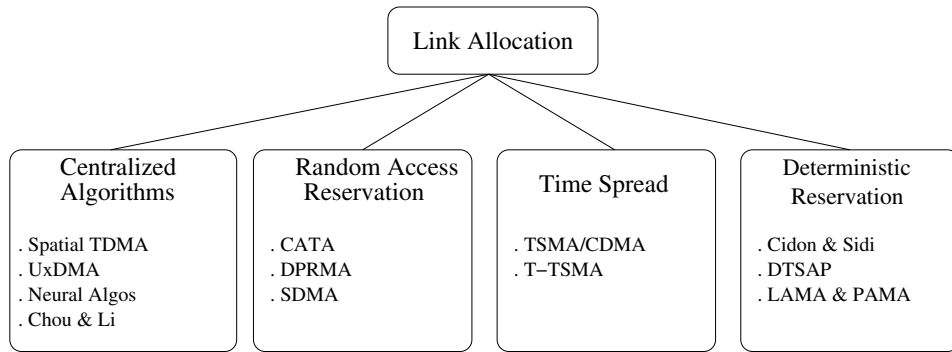 Link Allocation
Centralized
Algorithms
. Spatial TDMA
. UxDMA
. Neural Algos
. Chou & Li
Random Access
Reservation
. CATA
. DPRMA
. SDMA
Time Spread
. TSMA/CDMA
. T−TSMA
Deterministic
Reservation
. Cidon & Sidi
. DTSAP
. LAMA & PAMA